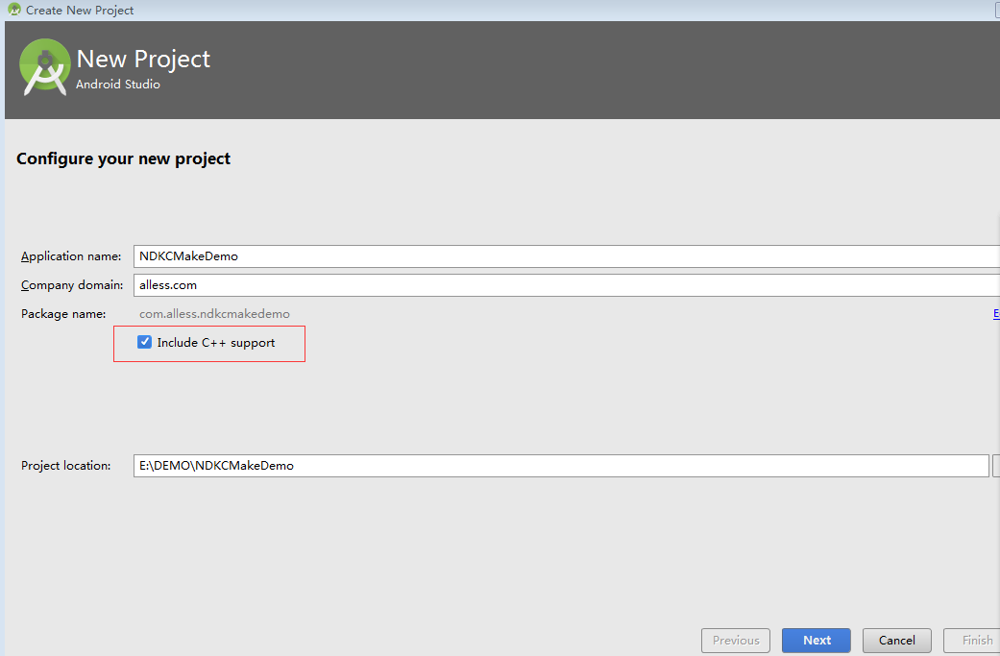 Create New Project
New Project
Android Studio
Configure your new project
Application name: NDKCMakeDemo
Company domain: alless.com
Package name: com.alless.ndkcmakedemo
Include C++ support
Project location: E:\DEMO\NDKCMakeDemo
Previous Next Cancel Finish